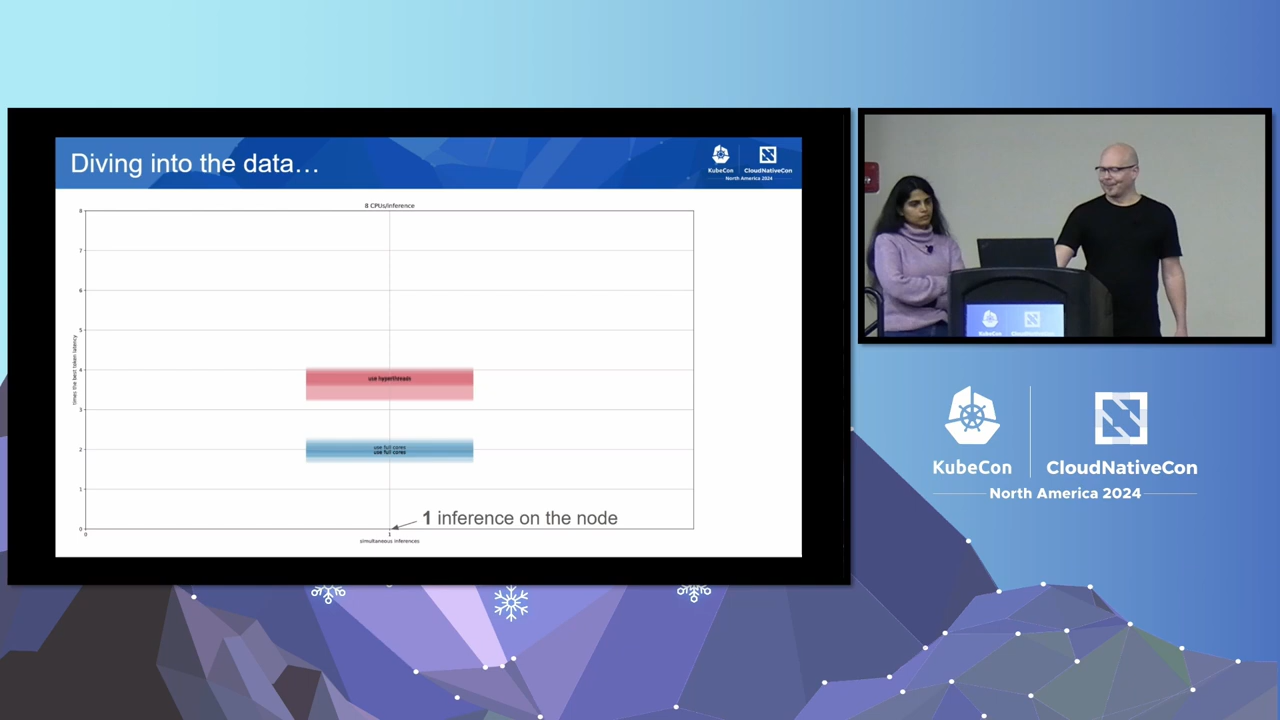 Diving into the data…
KubeCon
CloudNativeCon
North America 2024
8 CPUs/inference
8
7
6
5
4
3
2
1
0
times the best token latency
use hyperthreads
use full cores
use full cores
1 inference on the node
0
1
simultaneous inferences
KubeCon
CloudNativeCon
North America 2024